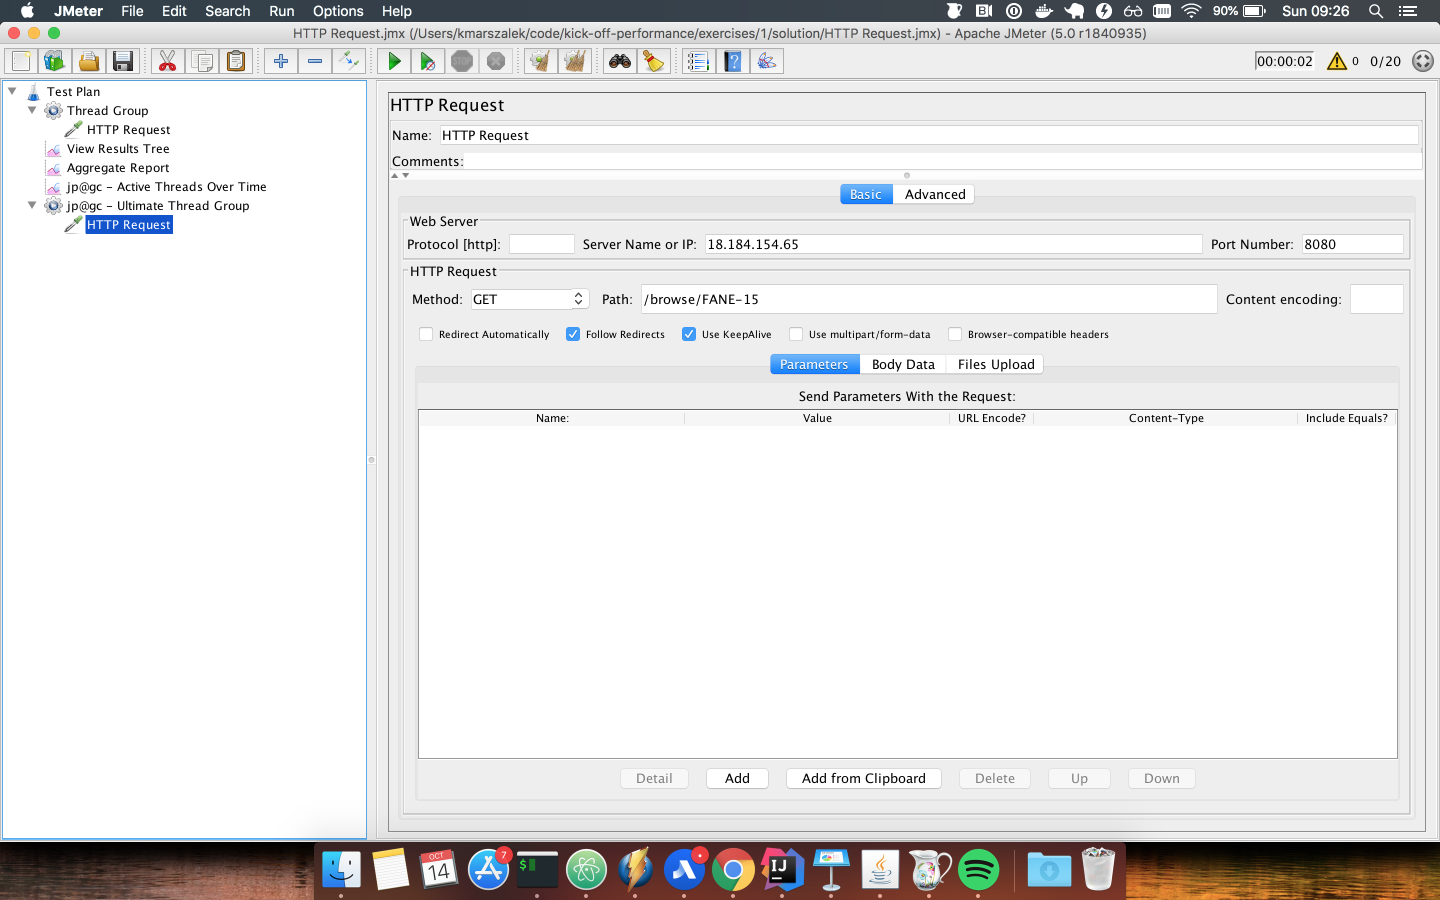 JMeter File Edit Search Run Options Help 90% Sun 09:26
HTTP Request.jmx (/Users/kmarszalek/code/kick-off-performance/exercises/1/solution/HTTP Request.jmx) - Apache JMeter (5.0 r1840935)
00:00:02 0 0/20
Test Plan
Thread Group
HTTP Request
View Results Tree
Aggregate Report
jp@gc - Active Threads Over Time
jp@gc - Ultimate Thread Group
HTTP Request
HTTP Request
Name: HTTP Request
Comments:
Basic Advanced
Web Server
Protocol [http]: Server Name or IP: 18.184.154.65 Port Number: 8080
HTTP Request
Method: GET Path: /browse/FANE-15 Content encoding:
Redirect Automatically Follow Redirects Use KeepAlive Use multipart/form-data Browser-compatible headers
Parameters Body Data Files Upload
Send Parameters With the Request:
Name: Value URL Encode? Content-Type Include Equals?
Detail Add Add from Clipboard Delete Up Down
OCT
14
7
$
IJ